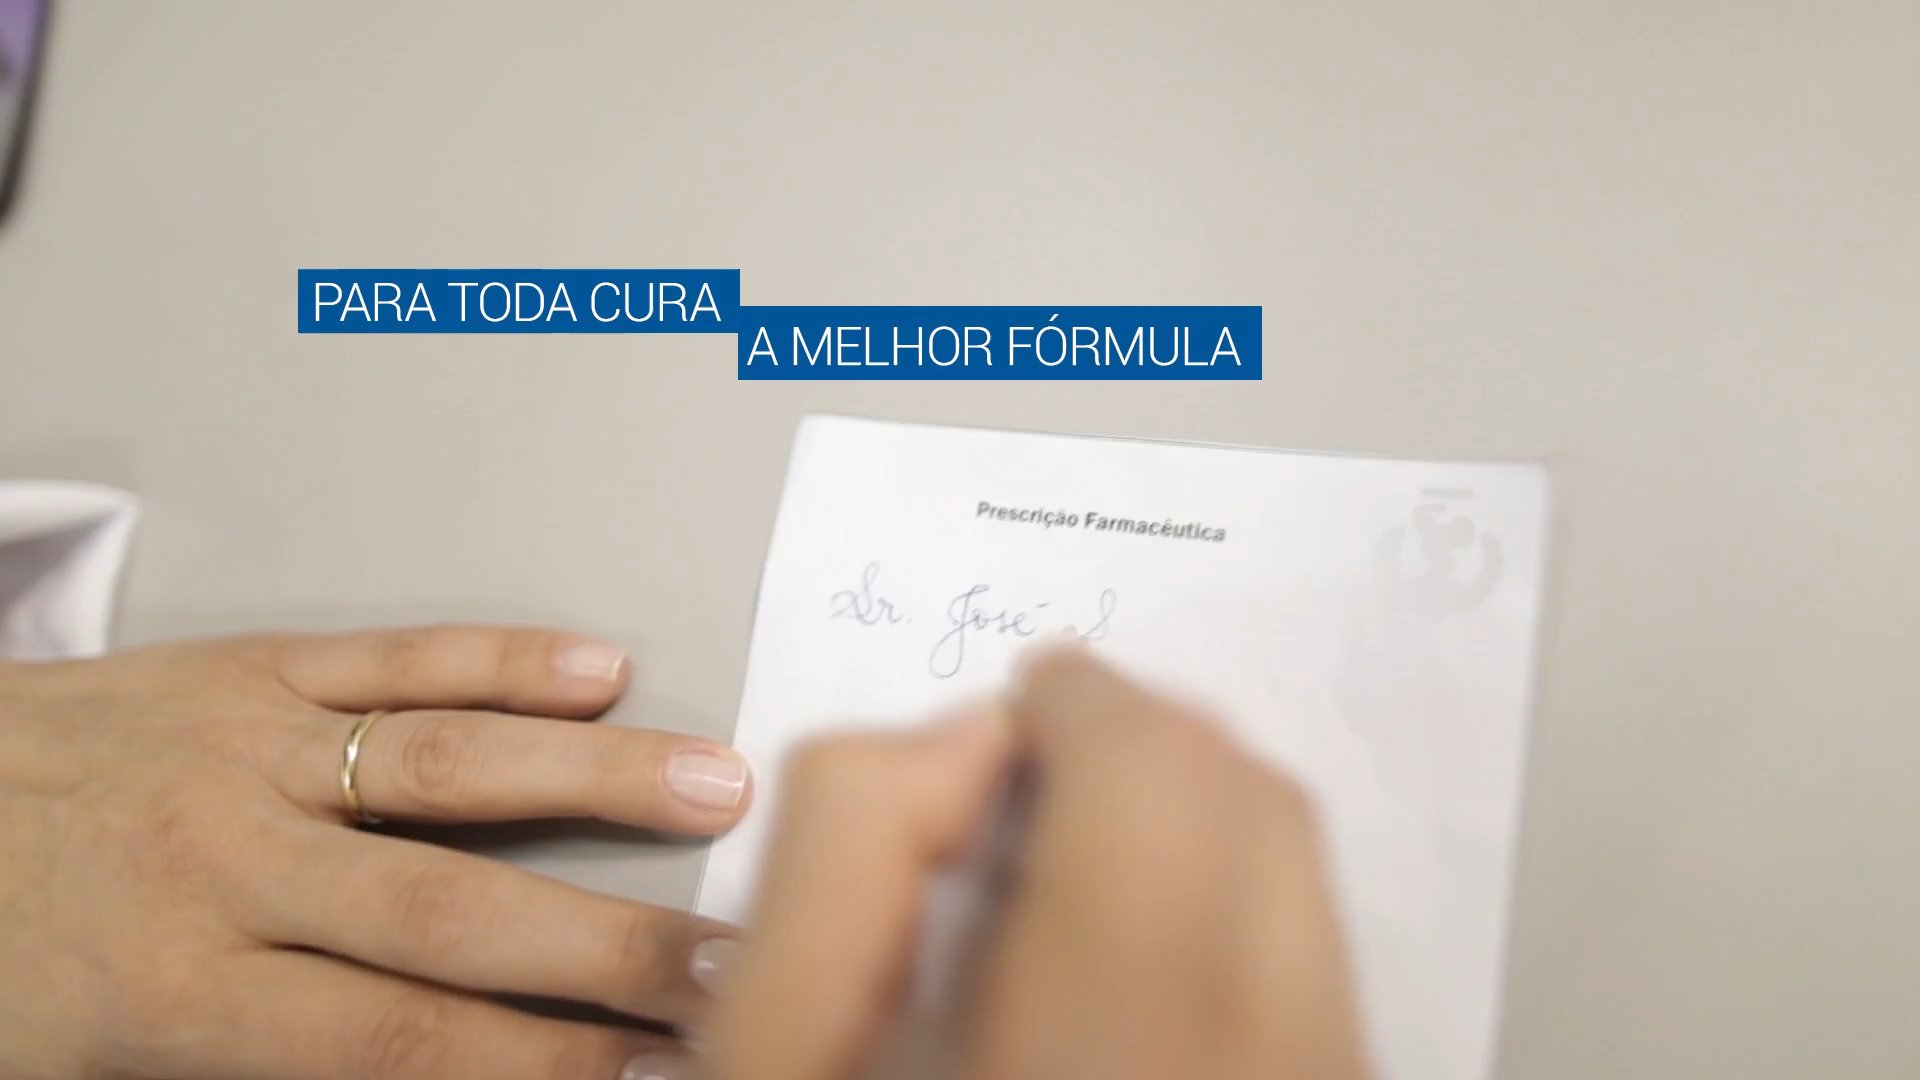 PARA TODA CURA
A MELHOR FÓRMULA
Prescrição Farmacêutica
Sr. José S